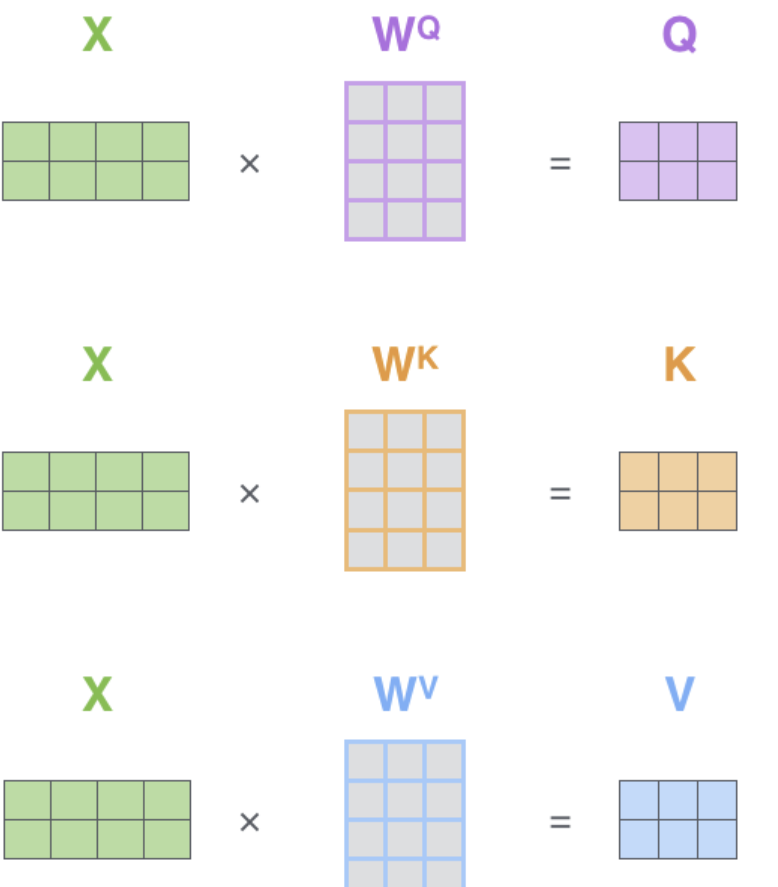 X W^Q Q
× =
X W^K K
× =
X W^V V
× =